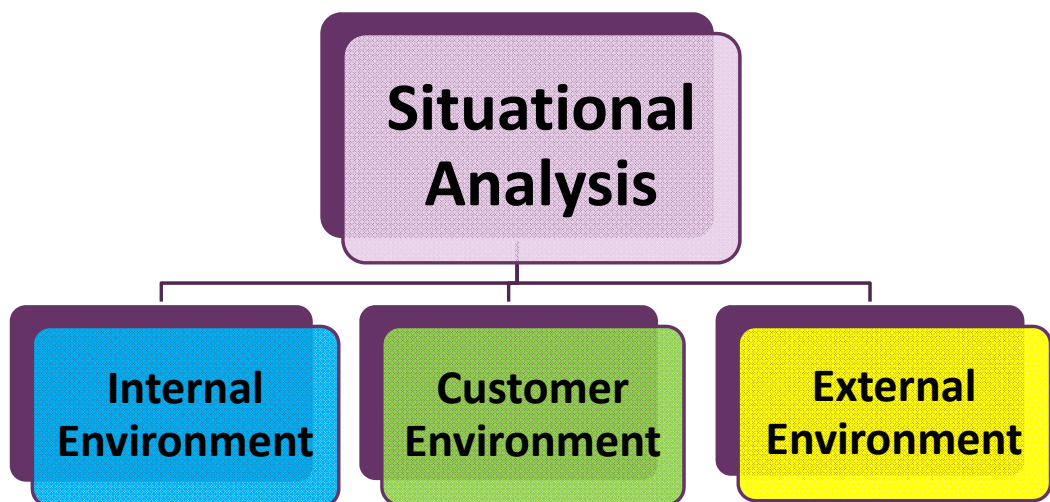 Situational
Analysis
Internal
Environment
Customer
Environment
External
Environment